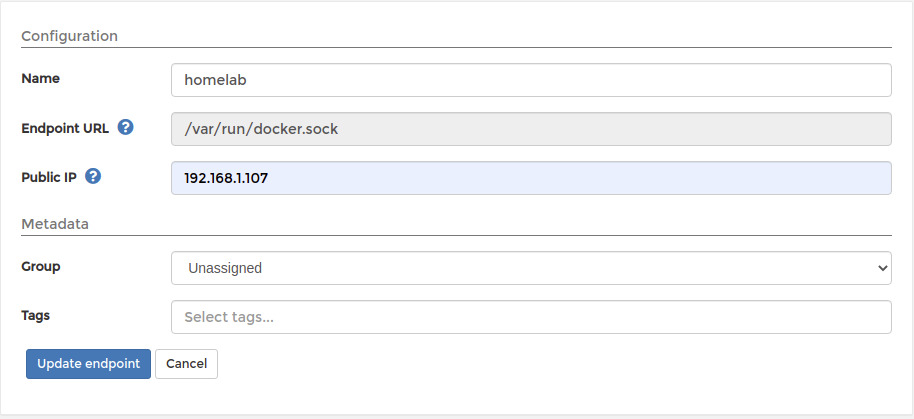 Configuration
Name homelab
Endpoint URL ? /var/run/docker.sock
Public IP ? 192.168.1.107
Metadata
Group Unassigned
Tags Select tags...
Update endpoint Cancel